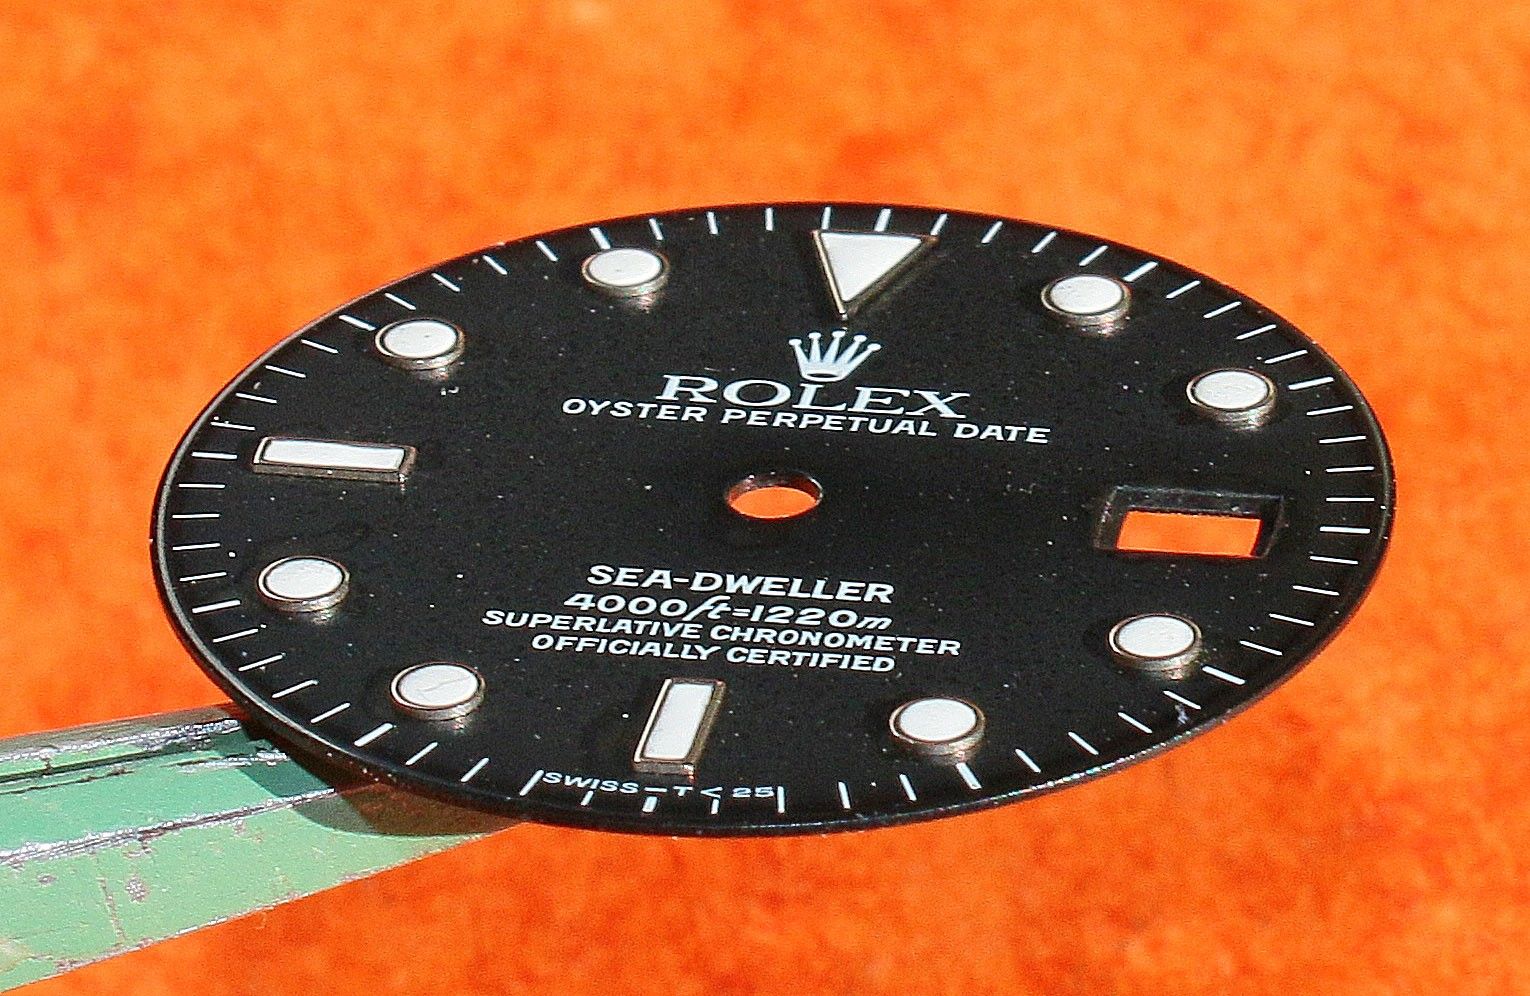 ROLEX
OYSTER PERPETUAL DATE
SEA-DWELLER
4000ft=1220m
SUPERLATIVE CHRONOMETER
OFFICIALLY CERTIFIED
SWISS–T<25